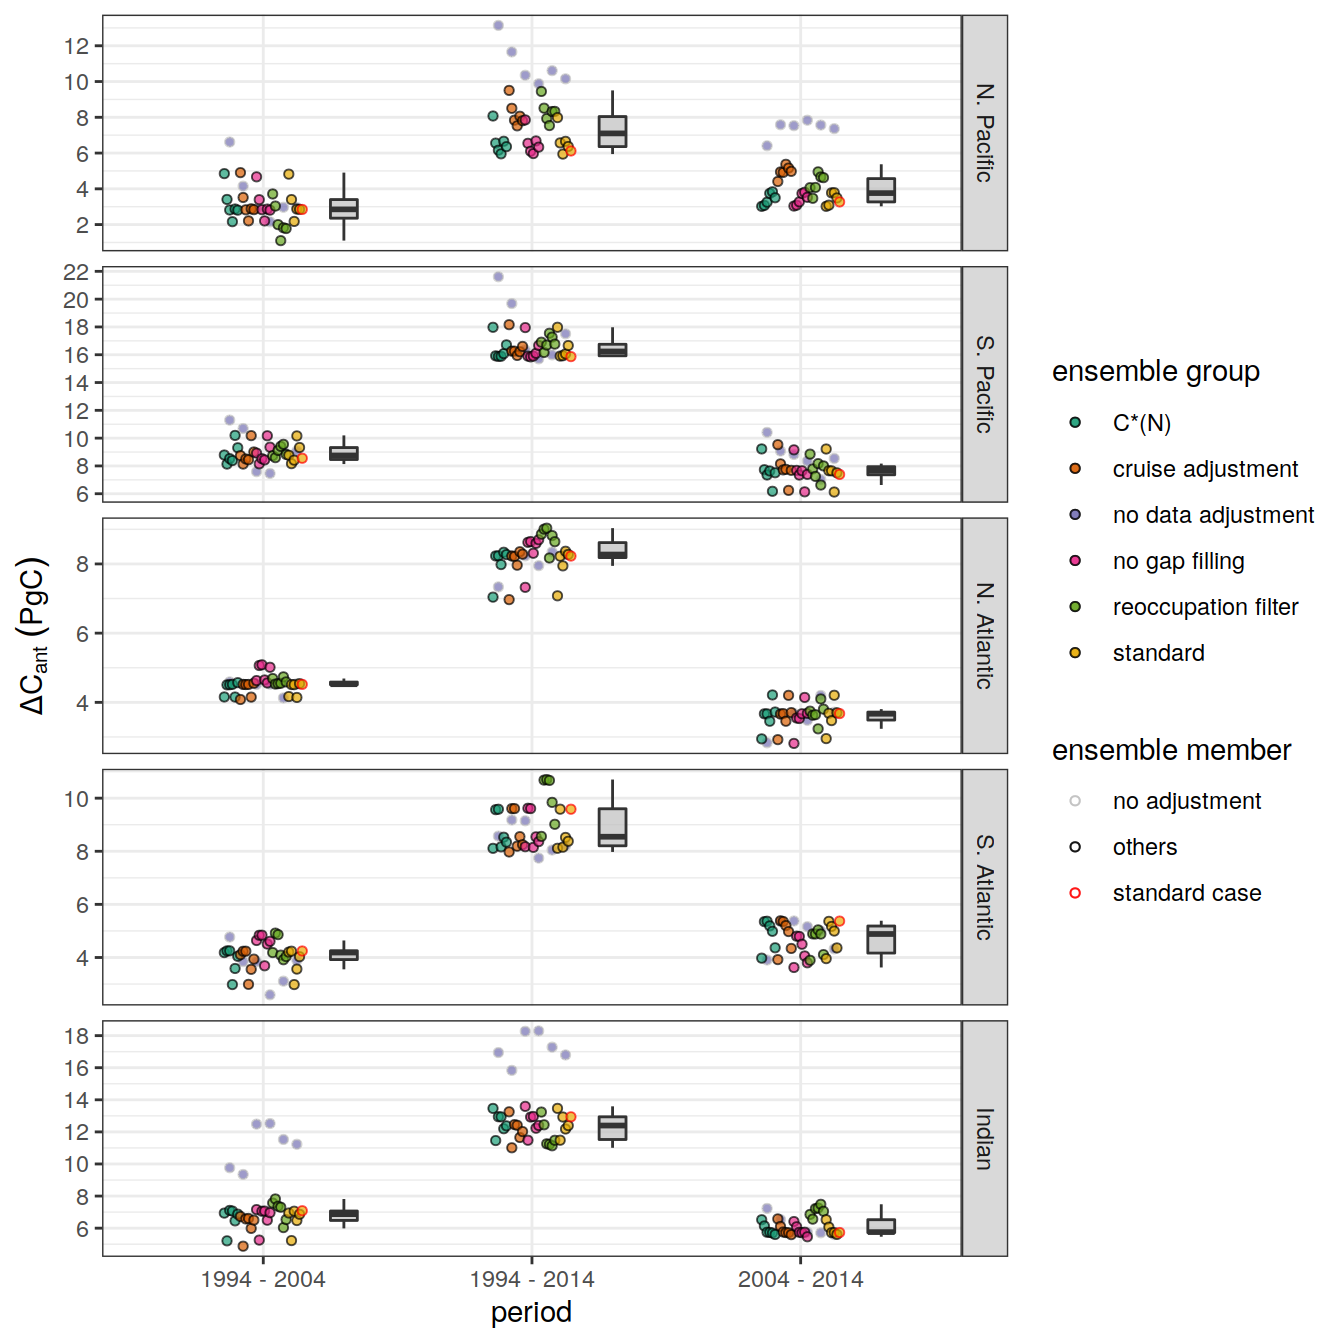 12
10
8
6
4
2
N. Pacific
22
20
18
16
14
12
10
8
6
S. Pacific
8
6
4
N. Atlantic
10
8
6
4
S. Atlantic
18
16
14
12
10
8
6
Indian
1994 - 2004
1994 - 2014
2004 - 2014
period
ΔCant (PgC)
ensemble group
C*(N)
cruise adjustment
no data adjustment
no gap filling
reoccupation filter
standard
ensemble member
no adjustment
others
standard case